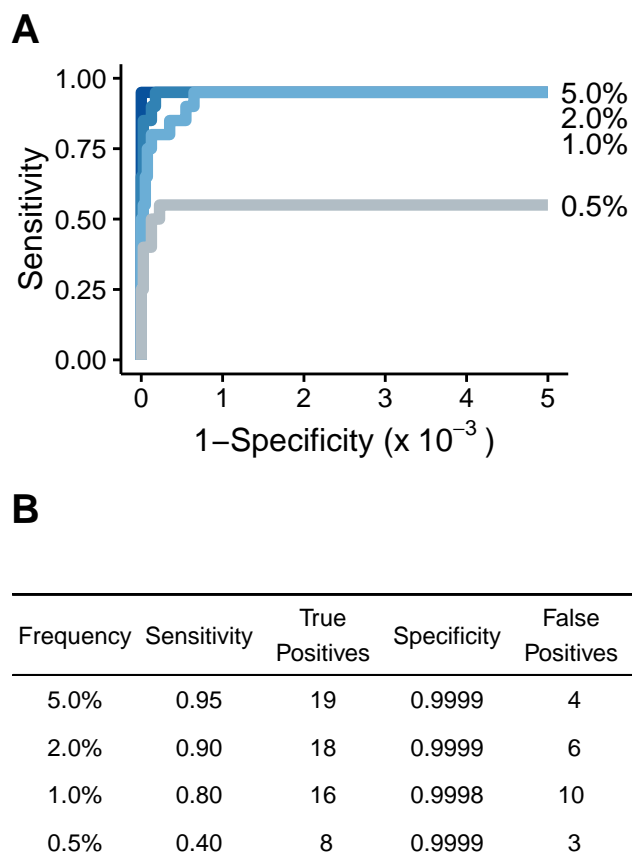 A
1.00
0.75
0.50
0.25
0.00
Sensitivity
5.0%
2.0%
1.0%
0.5%
0 1 2 3 4 5
1−Specificity (x 10−3 )
B
Frequency Sensitivity True Positives Specificity False Positives
5.0% 0.95 19 0.9999 4
2.0% 0.90 18 0.9999 6
1.0% 0.80 16 0.9998 10
0.5% 0.40 8 0.9999 3